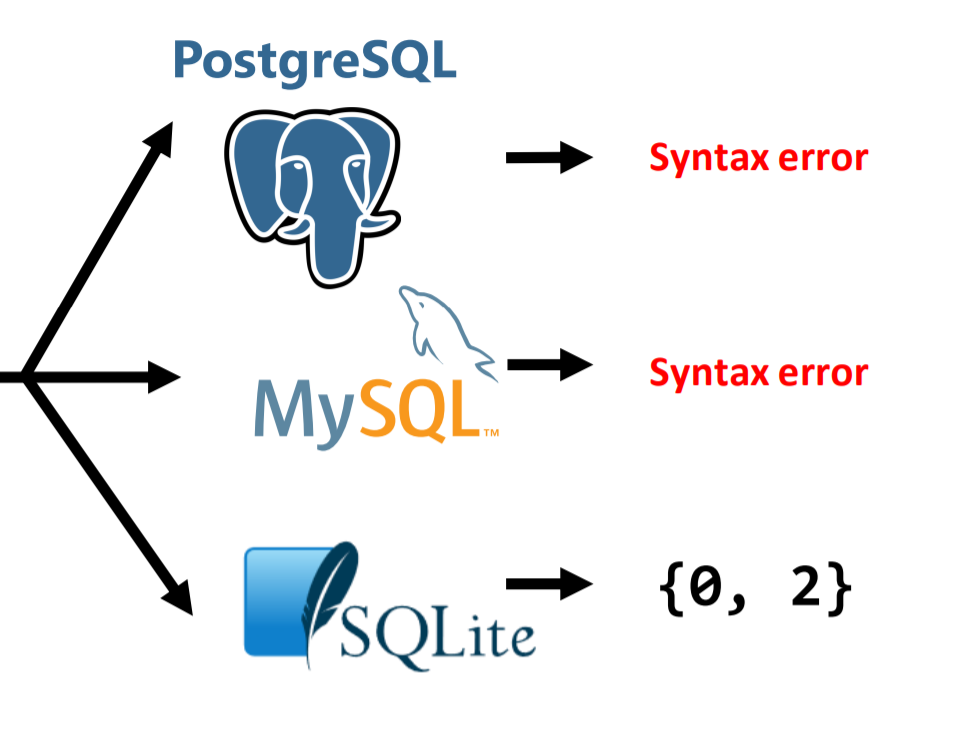 PostgreSQL
Syntax error
MySQL™
Syntax error
SQLite
{0, 2}